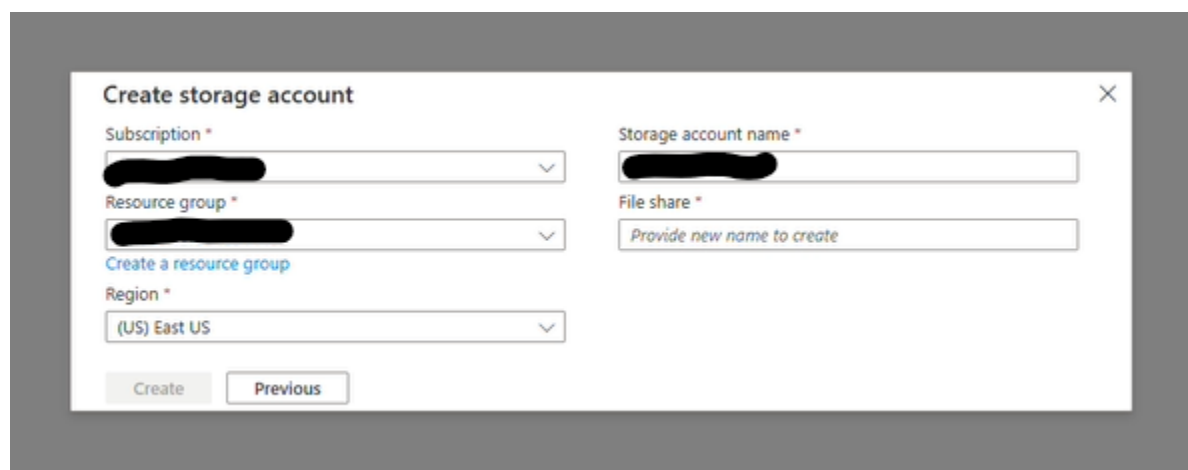 Create storage account
Subscription *
Storage account name *
Resource group *
File share *
Provide new name to create
Create a resource group
Region *
(US) East US
Create
Previous